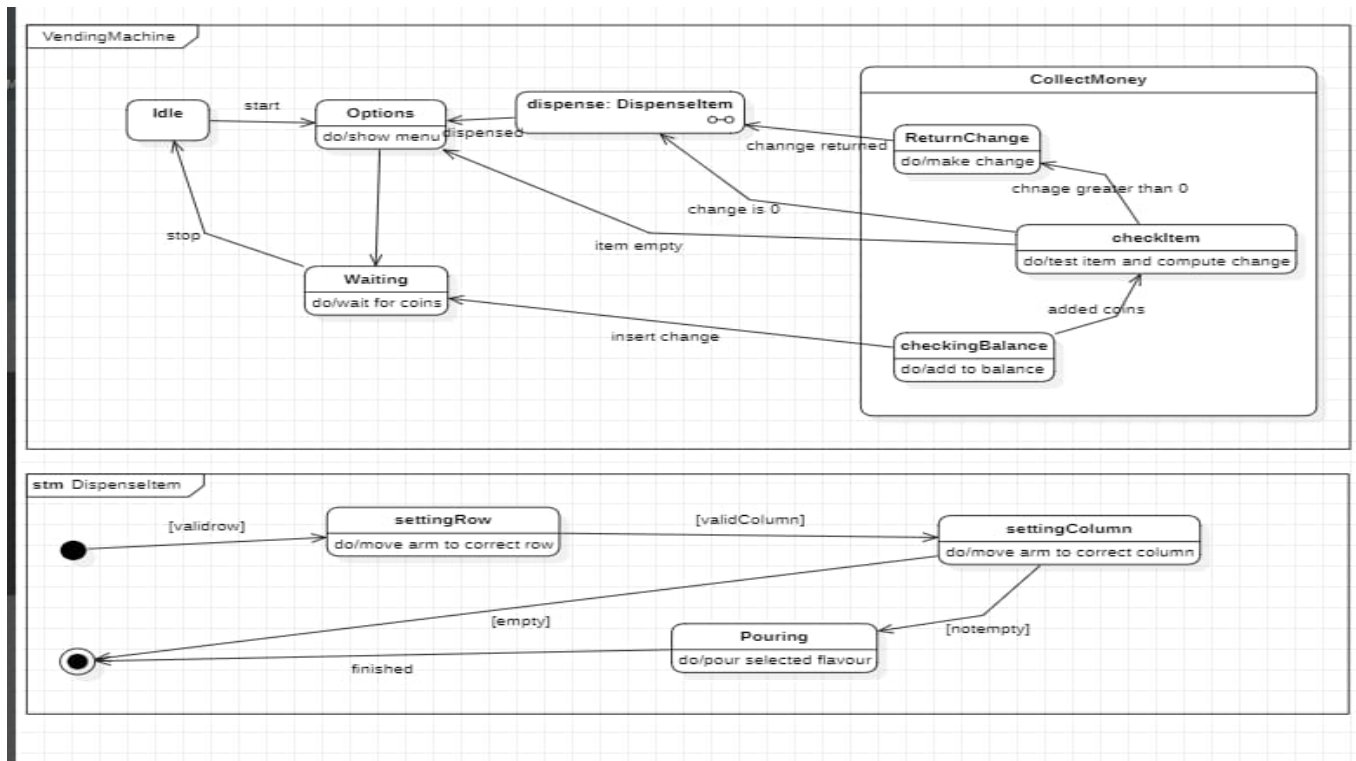 VendingMachine
CollectMoney
Idle
start
Options
do/show menu
dispensed
dispense: DispenseItem
channge returned
ReturnChange
do/make change
chnage greater than 0
change is 0
stop
item empty
checkItem
do/test item and compute change
Waiting
do/wait for coins
added coins
insert change
checkingBalance
do/add to balance
stm DispenseItem
[validrow]
settingRow
do/move arm to correct row
[validColumn]
settingColumn
do/move arm to correct column
[empty]
[notempty]
Pouring
do/pour selected flavour
finished